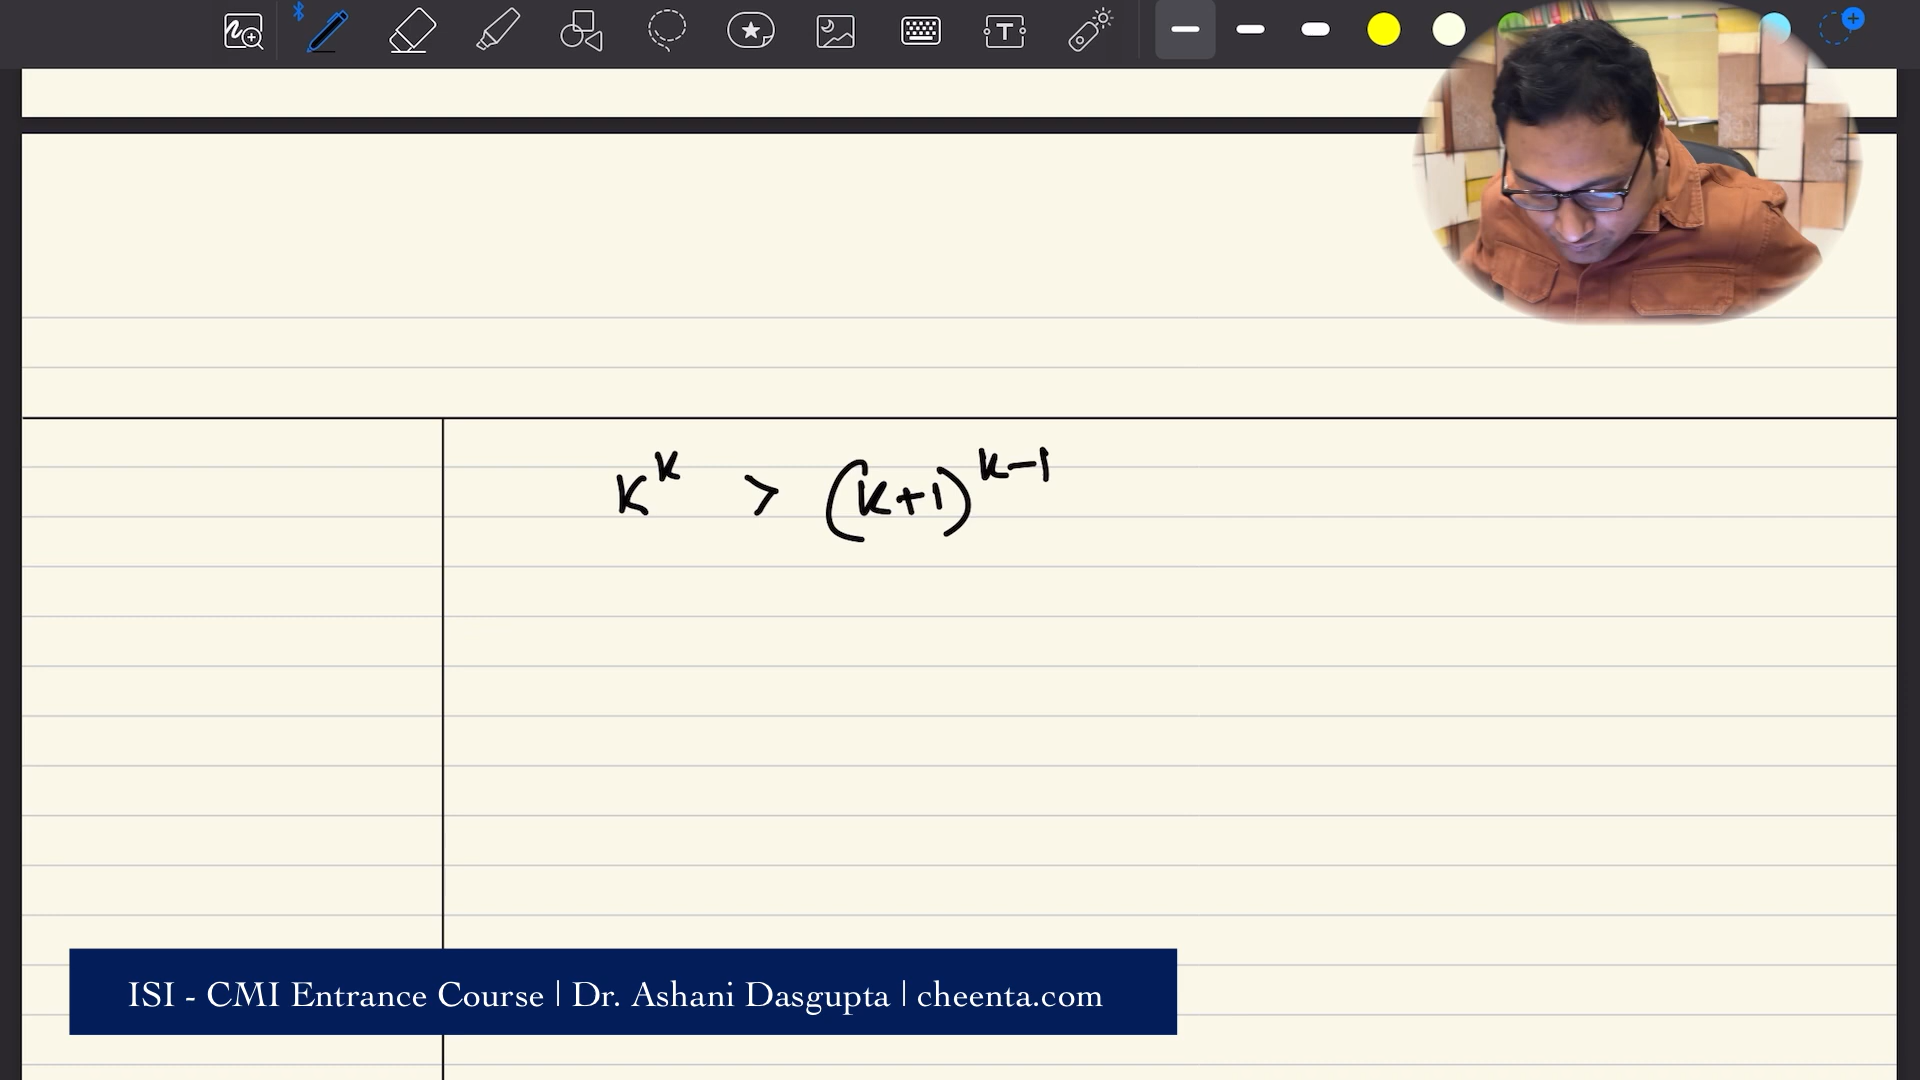 T
k^k > (k+1)^{k-1}
ISI - CMI Entrance Course | Dr. Ashani Dasgupta | cheenta.com